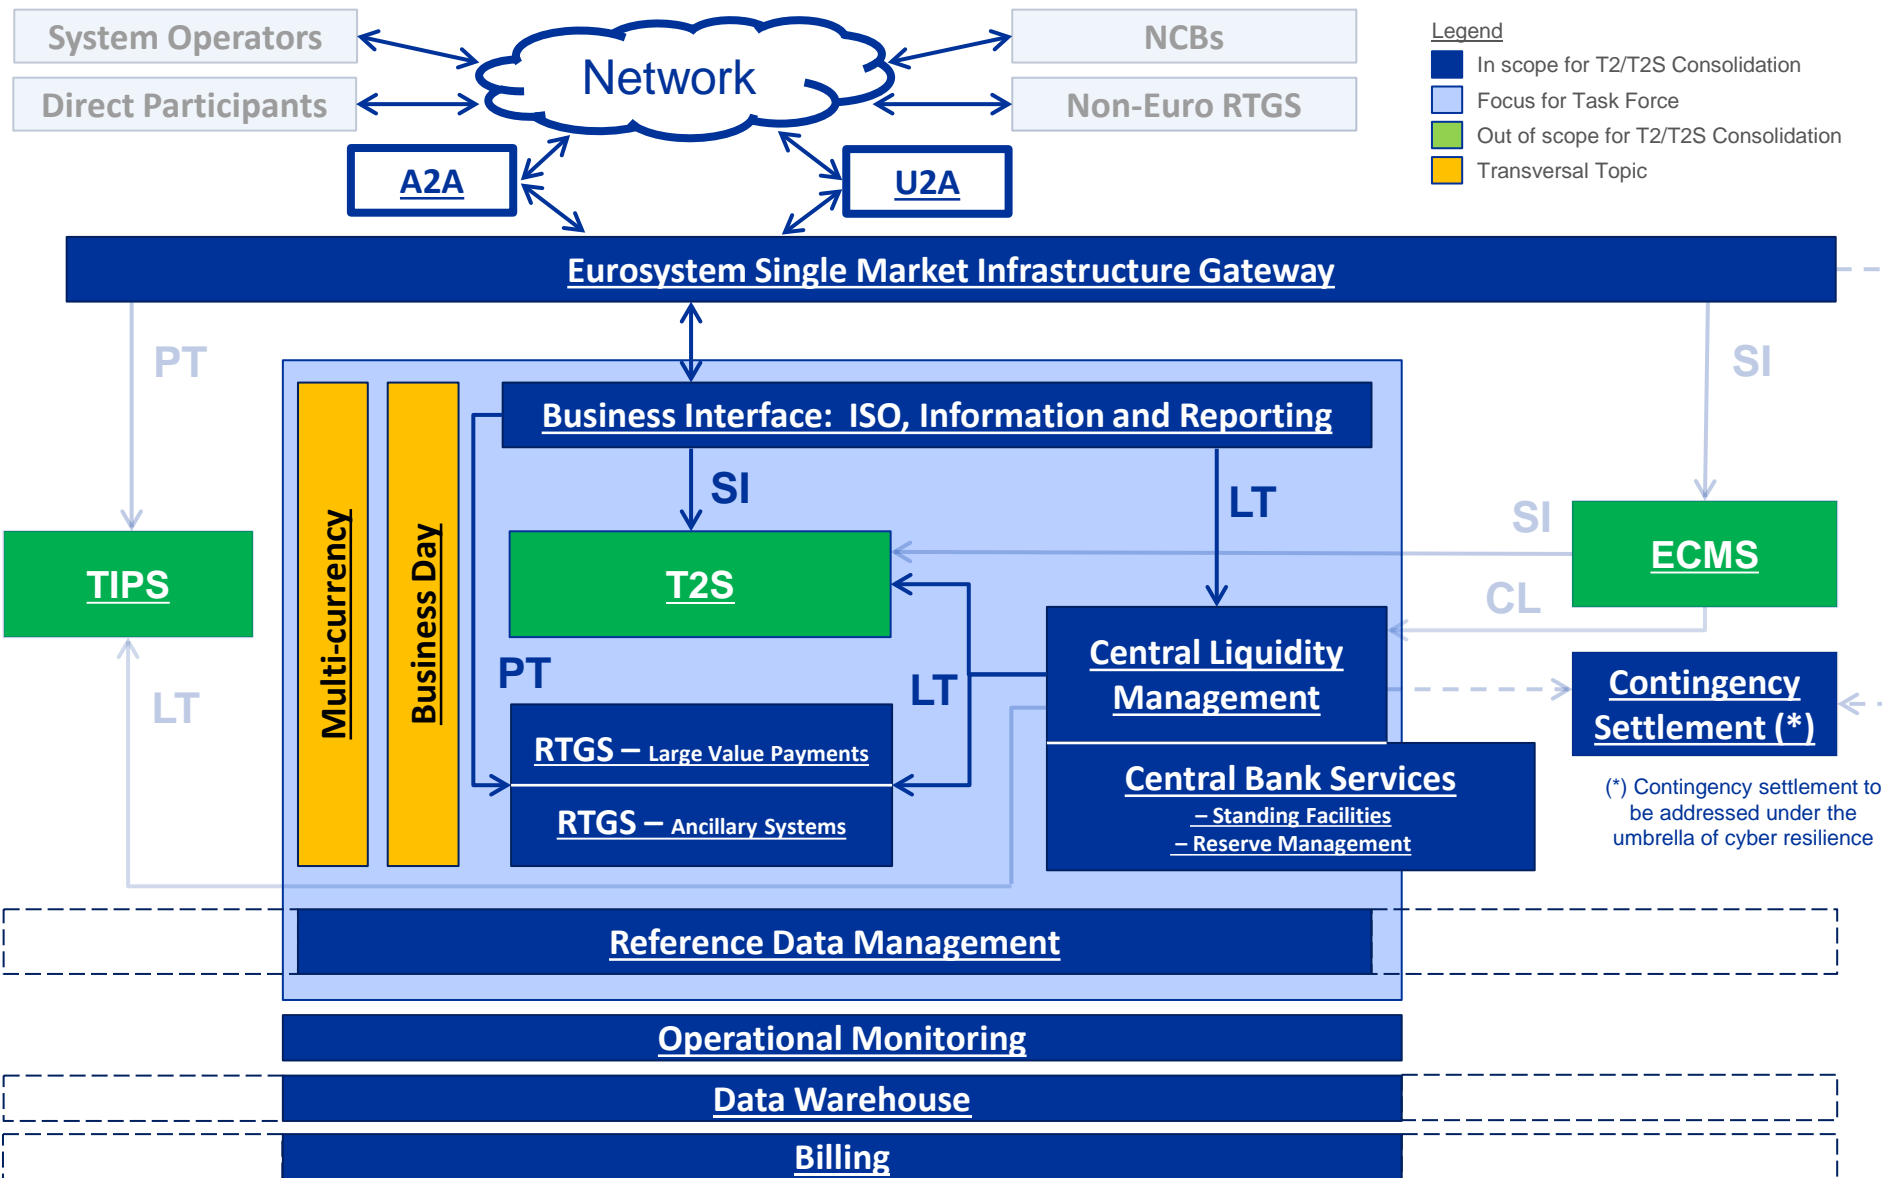 System Operators
Direct Participants
Network
NCBs
Non-Euro RTGS
Legend
In scope for T2/T2S Consolidation
Focus for Task Force
Out of scope for T2/T2S Consolidation
Transversal Topic
A2A
U2A
Eurosystem Single Market Infrastructure Gateway
PT
SI
Multi-currency
Business Day
Business Interface: ISO, Information and Reporting
SI
LT
TIPS
T2S
SI
ECMS
CL
LT
PT
LT
Central Liquidity
Management
Contingency
Settlement (*)
RTGS – Large Value Payments
RTGS – Ancillary Systems
Central Bank Services
– Standing Facilities
– Reserve Management
(*) Contingency settlement to
be addressed under the
umbrella of cyber resilience
Reference Data Management
Operational Monitoring
Data Warehouse
Billing